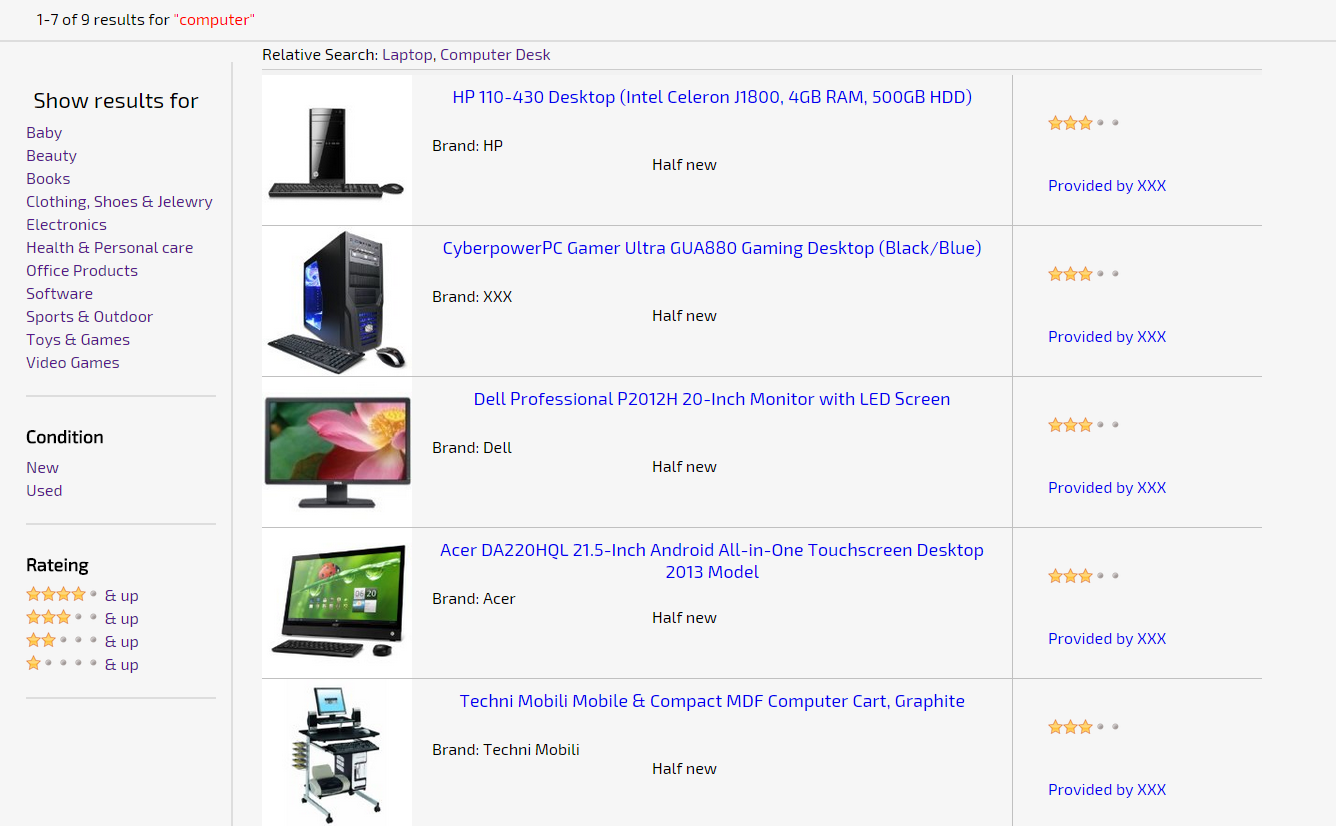 1-7 of 9 results for "computer"
Relative Search: Laptop, Computer Desk
Show results for
Baby
Beauty
Books
Clothing, Shoes & Jelewry
Electronics
Health & Personal care
Office Products
Software
Sports & Outdoor
Toys & Games
Video Games
Condition
New
Used
Rateing
& up
& up
& up
& up
HP 110-430 Desktop (Intel Celeron J1800, 4GB RAM, 500GB HDD)
Brand: HP
Half new
Provided by XXX
CyberpowerPC Gamer Ultra GUA880 Gaming Desktop (Black/Blue)
Brand: XXX
Half new
Provided by XXX
Dell Professional P2012H 20-Inch Monitor with LED Screen
Brand: Dell
Half new
Provided by XXX
Acer DA220HQL 21.5-Inch Android All-in-One Touchscreen Desktop
2013 Model
Brand: Acer
Half new
Provided by XXX
Techni Mobili Mobile & Compact MDF Computer Cart, Graphite
Brand: Techni Mobili
Half new
Provided by XXX